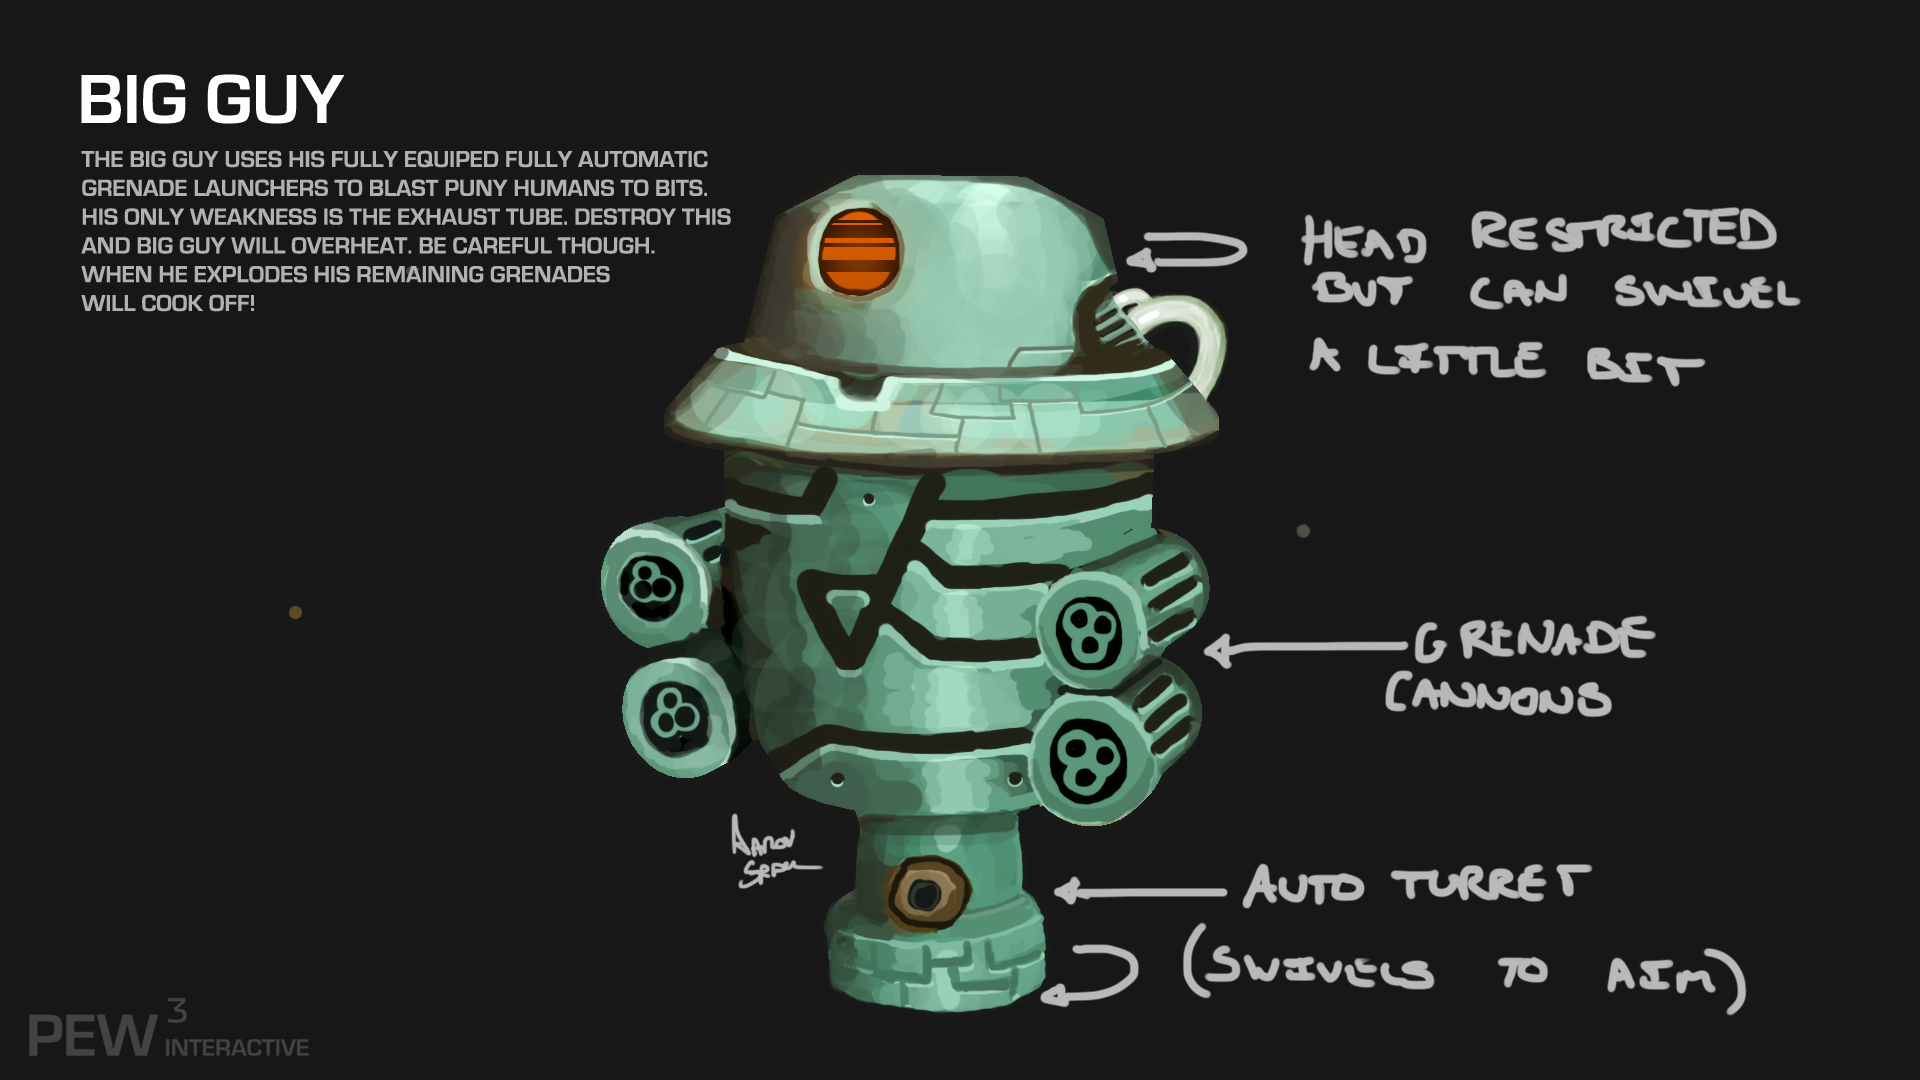 BIG GUY
THE BIG GUY USES HIS FULLY EQUIPED FULLY AUTOMATIC
GRENADE LAUNCHERS TO BLAST PUNY HUMANS TO BITS.
HIS ONLY WEAKNESS IS THE EXHAUST TUBE. DESTROY THIS
AND BIG GUY WILL OVERHEAT. BE CAREFUL THOUGH.
WHEN HE EXPLODES HIS REMAINING GRENADES
WILL COOK OFF!
HEAD RESTRICTED
BUT CAN SWIVEL
A LITTLE BIT
GRENADE
CANNONS
AUTO TURRET
(SWIVELS TO AIM)
AARON
PEW 3
INTERACTIVE